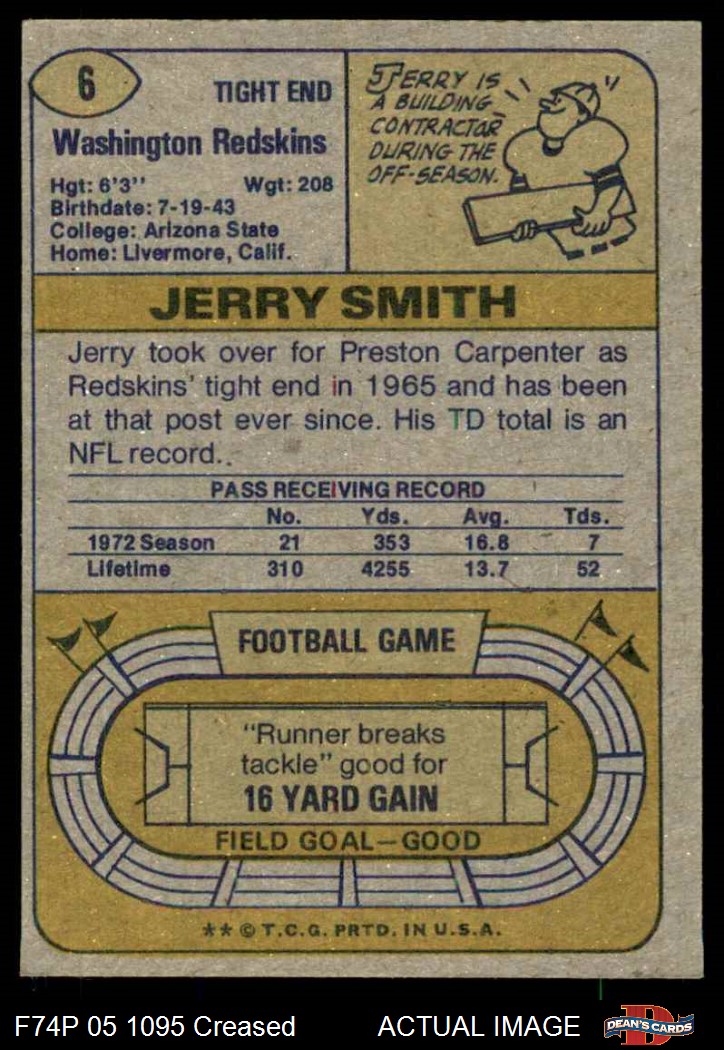 6
TIGHT END
Washington Redskins
Hgt: 6'3" Wgt: 208
Birthdate: 7-19-43
College: Arizona State
Home: Livermore, Calif.
JERRY IS
A BUILDING
CONTRACTOR
DURING THE
OFF-SEASON.
JERRY SMITH
Jerry took over for Preston Carpenter as
Redskins' tight end in 1965 and has been
at that post ever since. His TD total is an
NFL record..
PASS RECEIVING RECORD
No. Yds. Avg. Tds.
1972 Season 21 353 16.8 7
Lifetime 310 4255 13.7 52
FOOTBALL GAME
"Runner breaks
tackle" good for
16 YARD GAIN
FIELD GOAL—GOOD
** © T.C.G. PRTD. IN U.S.A.
F74P 05 1095 Creased ACTUAL IMAGE
D
DEAN'S CARDS